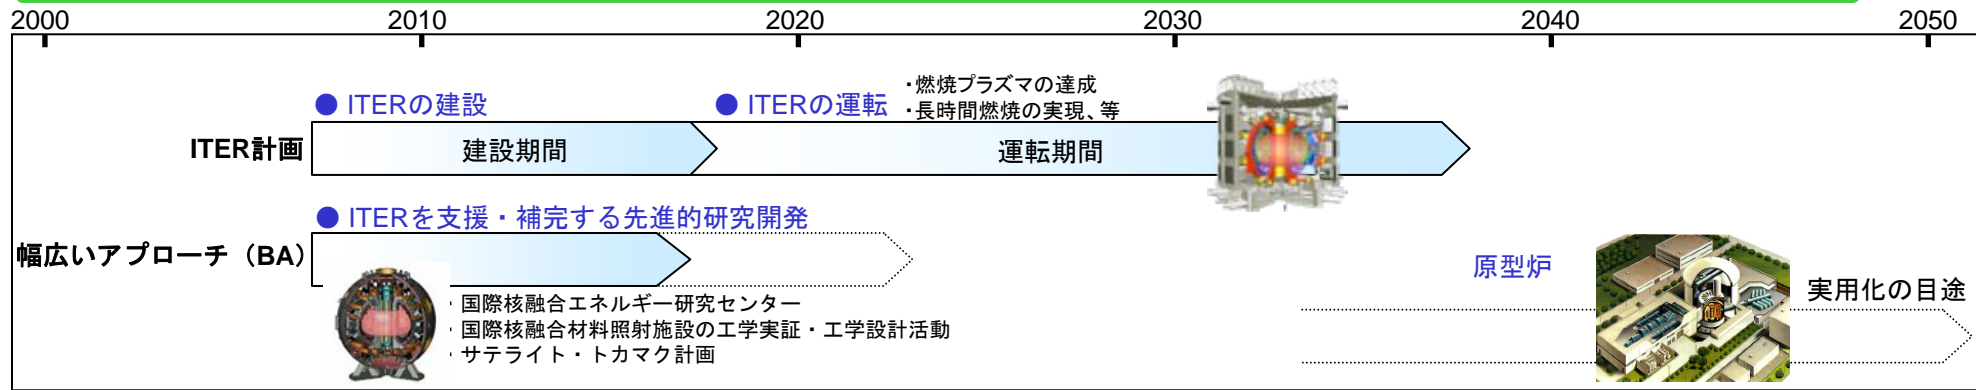 2000 2010 2020 2030 2040 2050
● ITERの建設
● ITERの運転
・燃焼プラズマの達成
・長時間燃焼の実現、等
ITER計画
建設期間
運転期間
● ITERを支援・補完する先進的研究開発
幅広いアプローチ（BA）
・国際核融合エネルギー研究センター
・国際核融合材料照射施設の工学実証・工学設計活動
・サテライト・トカマク計画
原型炉
実用化の目途